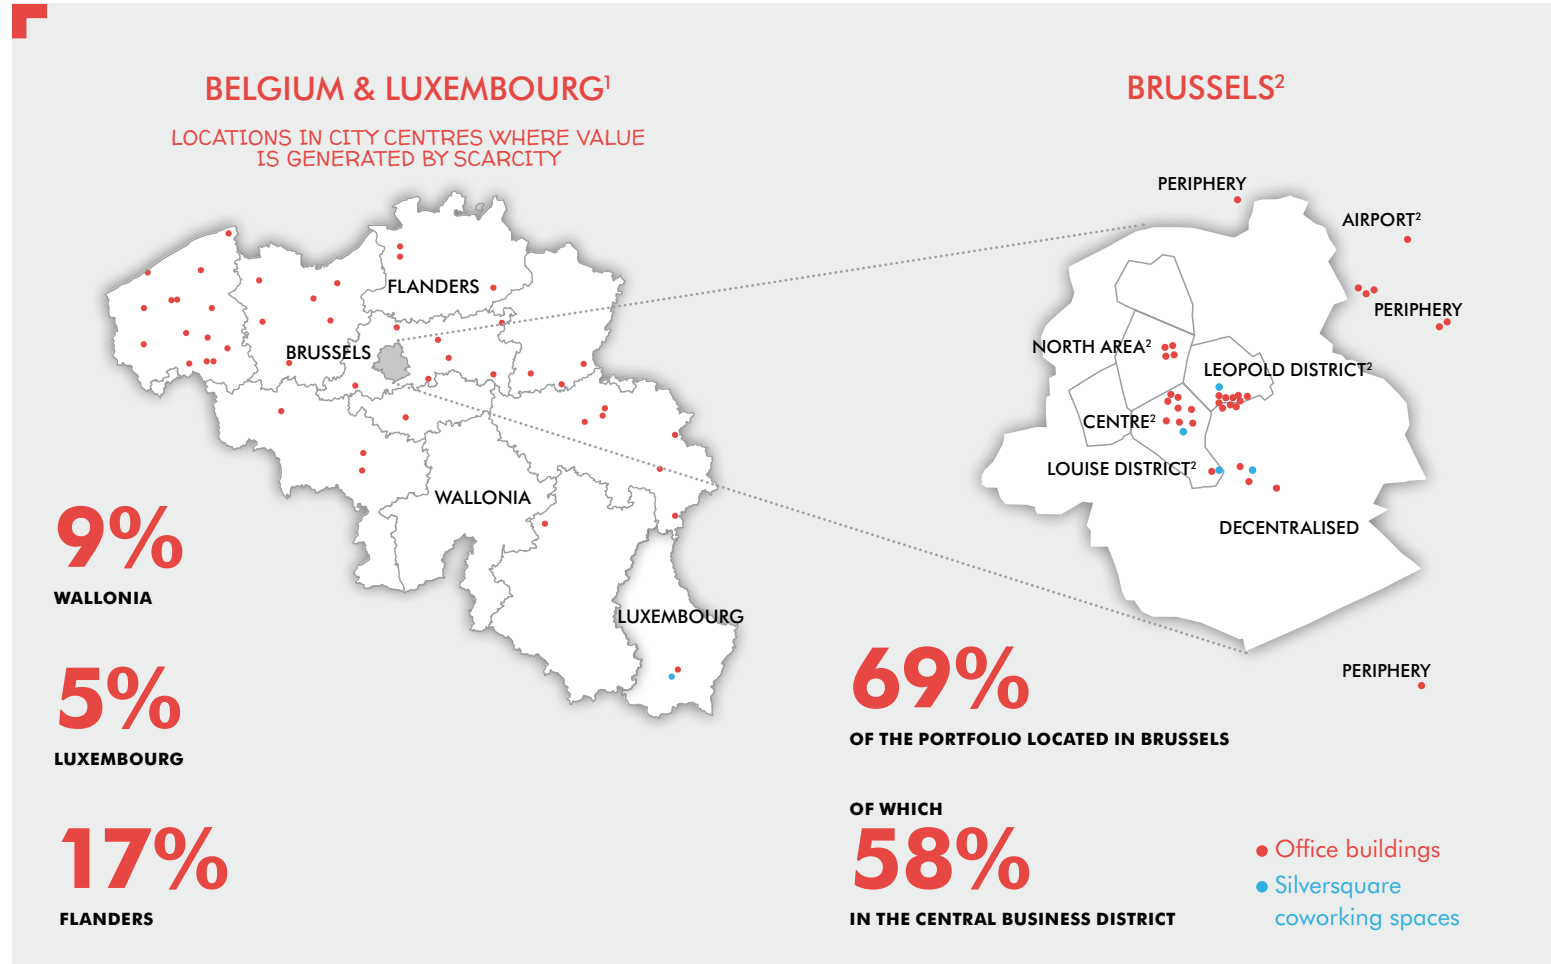 BELGIUM & LUXEMBOURG¹
LOCATIONS IN CITY CENTRES WHERE VALUE
IS GENERATED BY SCARCITY
FLANDERS
BRUSSELS
WALLONIA
LUXEMBOURG
9%
WALLONIA
5%
LUXEMBOURG
17%
FLANDERS
BRUSSELS²
PERIPHERY
AIRPORT²
PERIPHERY
NORTH AREA²
LEOPOLD DISTRICT²
CENTRE²
LOUISE DISTRICT²
DECENTRALISED
PERIPHERY
69%
OF THE PORTFOLIO LOCATED IN BRUSSELS
OF WHICH
58%
IN THE CENTRAL BUSINESS DISTRICT
Office buildings
Silversquare
coworking spaces